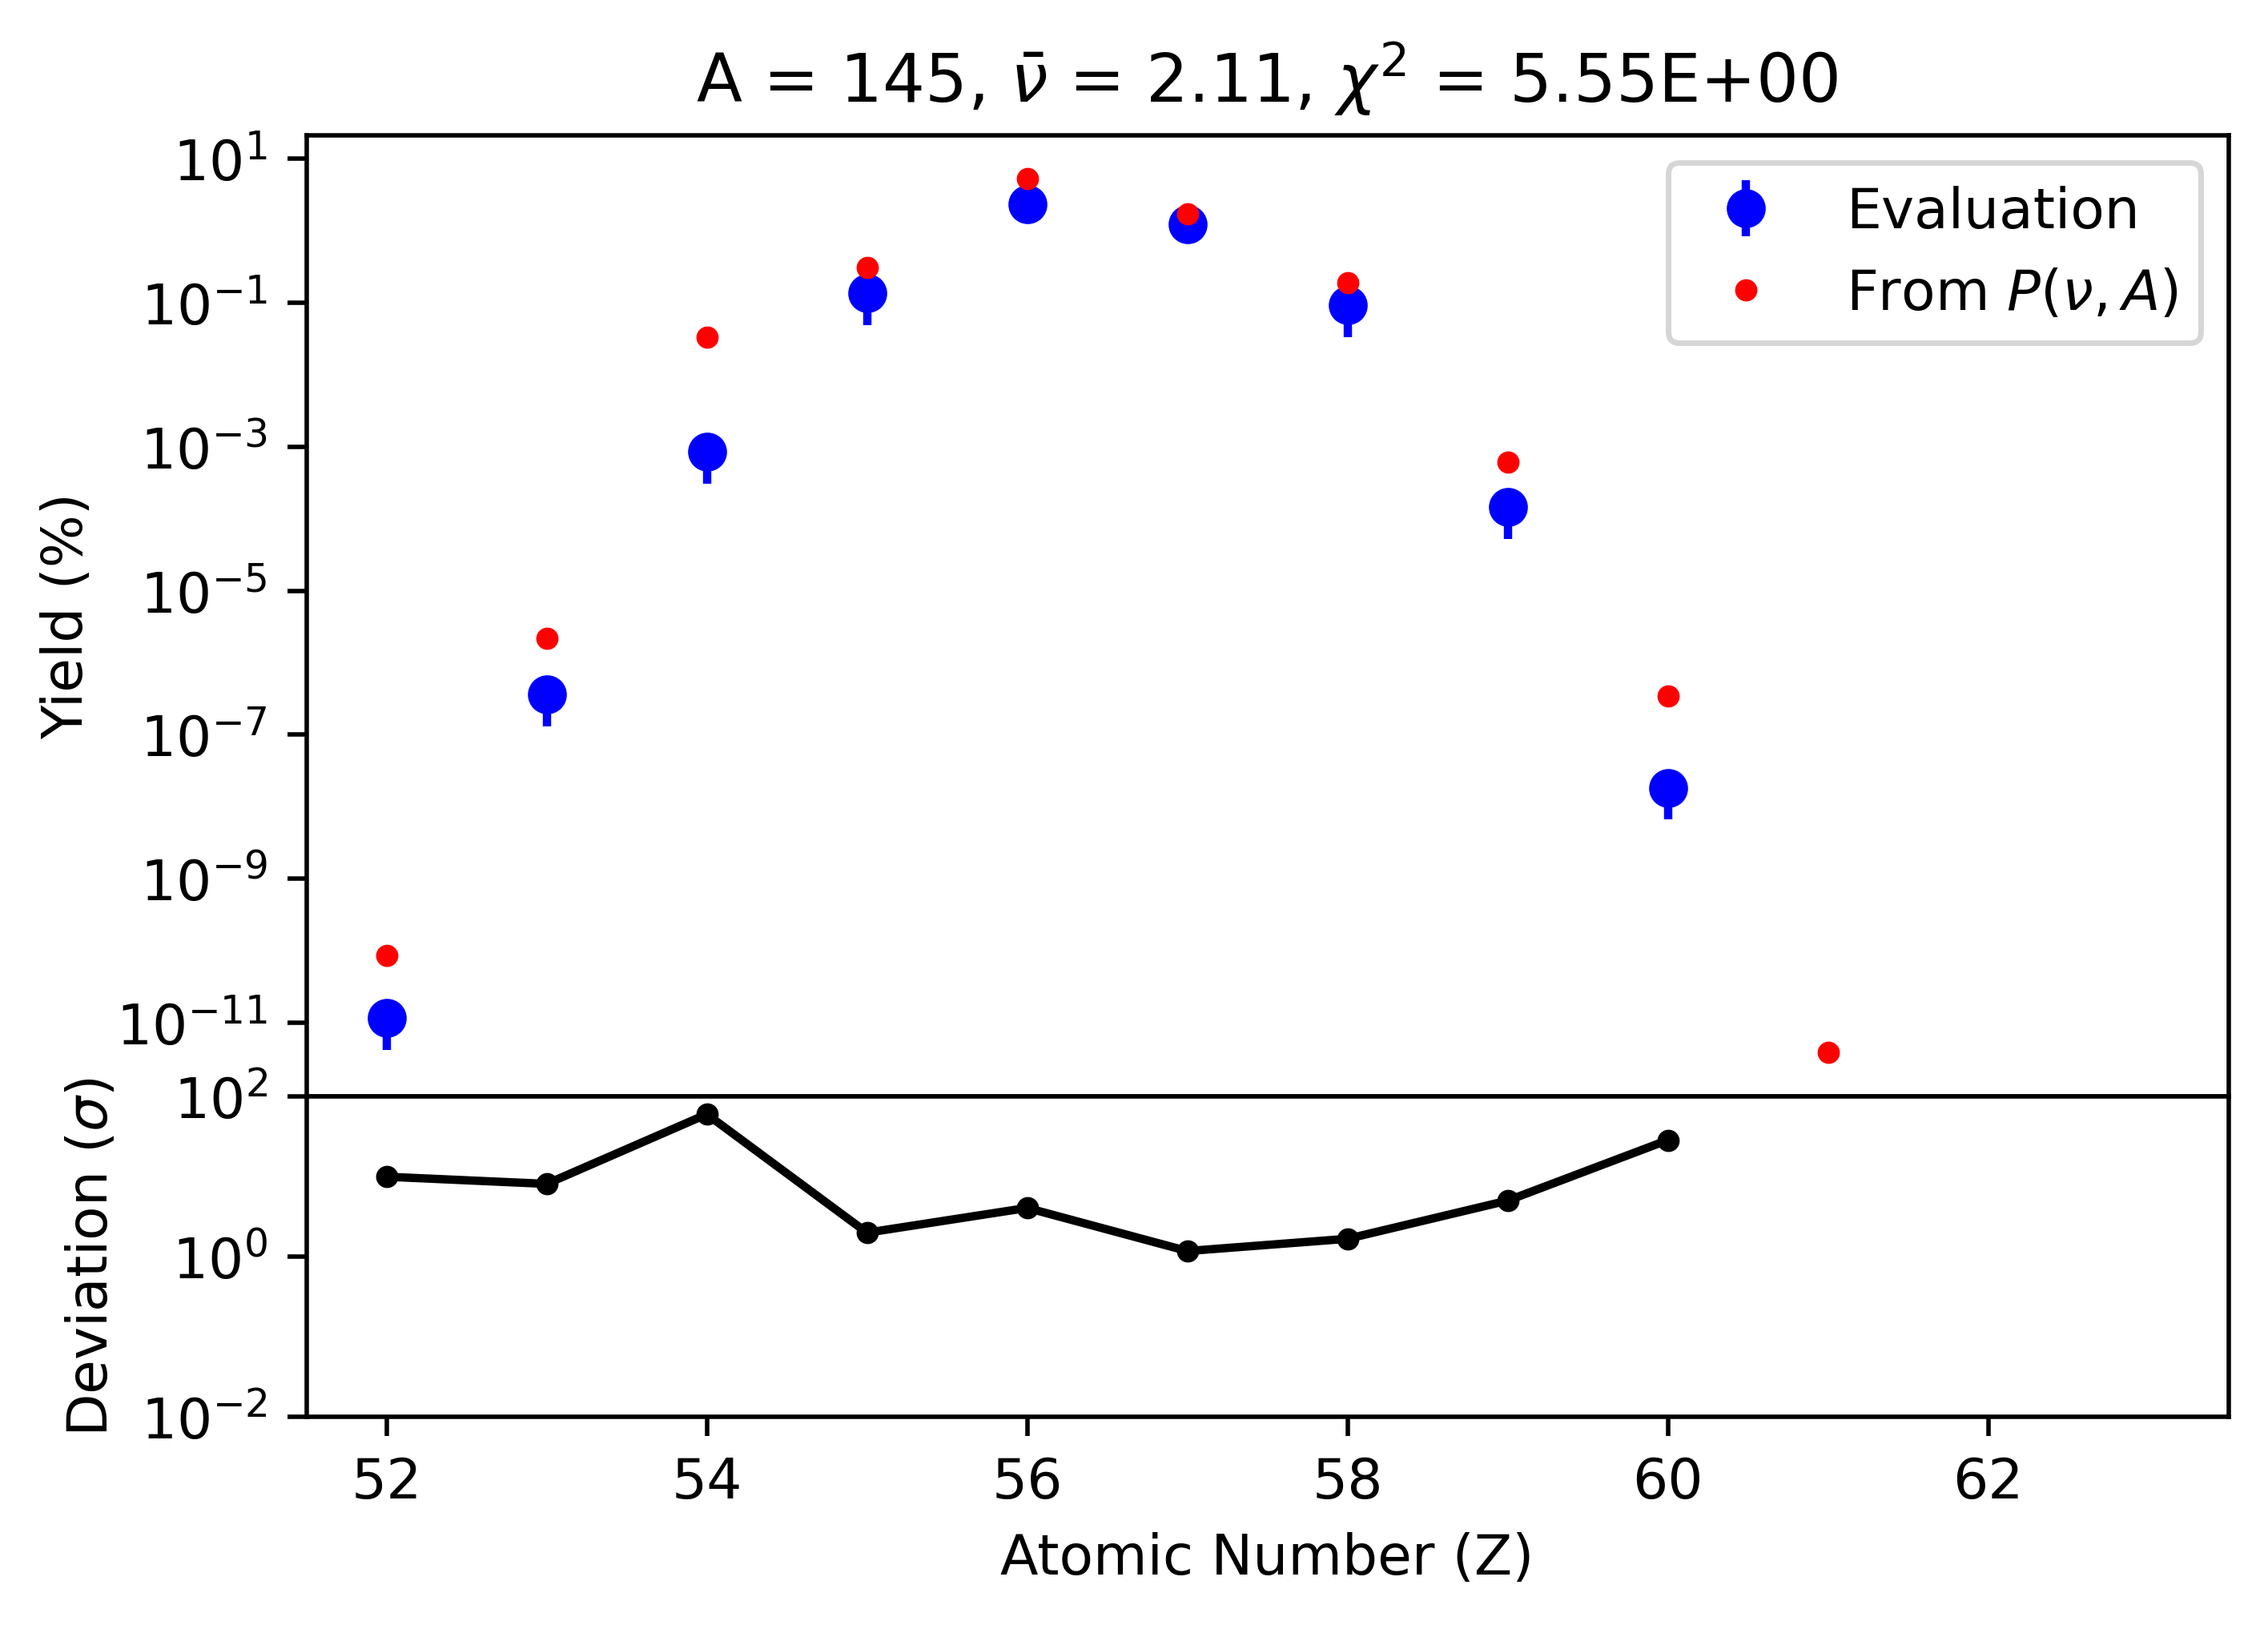 A = 145, ν̄ = 2.11, χ² = 5.55E+00
Evaluation
From P(ν, A)
Yield (%)
10¹
10⁻¹
10⁻³
10⁻⁵
10⁻⁷
10⁻⁹
10⁻¹¹
Deviation (σ)
10²
10⁰
10⁻²
52 54 56 58 60 62
Atomic Number (Z)